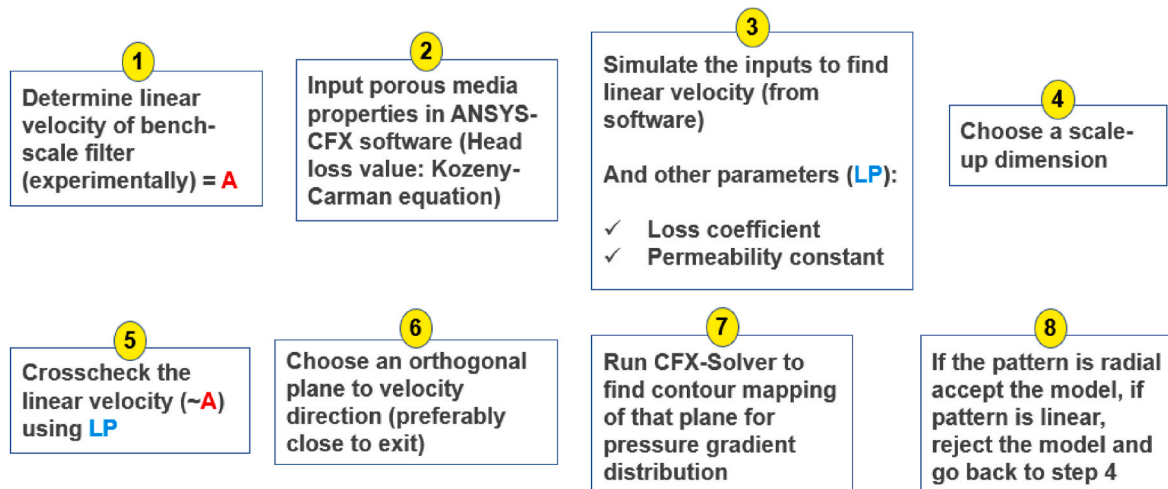 1
Determine linear
velocity of bench-
scale filter
(experimentally) = A
2
Input porous media
properties in ANSYS-
CFX software (Head
loss value: Kozeny-
Carman equation)
3
Simulate the inputs to find
linear velocity (from
software)
And other parameters (LP):
✓ Loss coefficient
✓ Permeability constant
4
Choose a scale-
up dimension
5
Crosscheck the
linear velocity (~A)
using LP
6
Choose an orthogonal
plane to velocity
direction (preferably
close to exit)
7
Run CFX-Solver to
find contour mapping
of that plane for
pressure gradient
distribution
8
If the pattern is radial
accept the model, if
pattern is linear,
reject the model and
go back to step 4